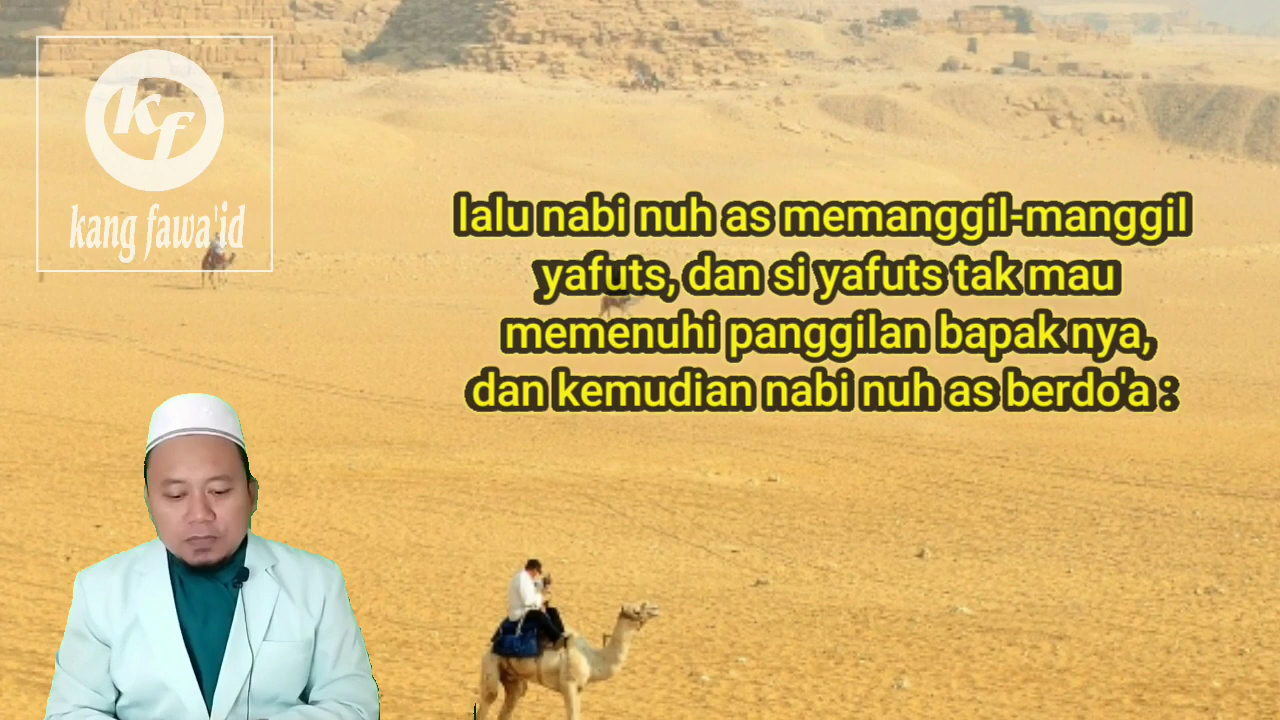 kf
kang fawa'id
lalu nabi nuh as memanggil-manggil
yafuts, dan si yafuts tak mau
memenuhi panggilan bapak nya,
dan kemudian nabi nuh as berdo'a :